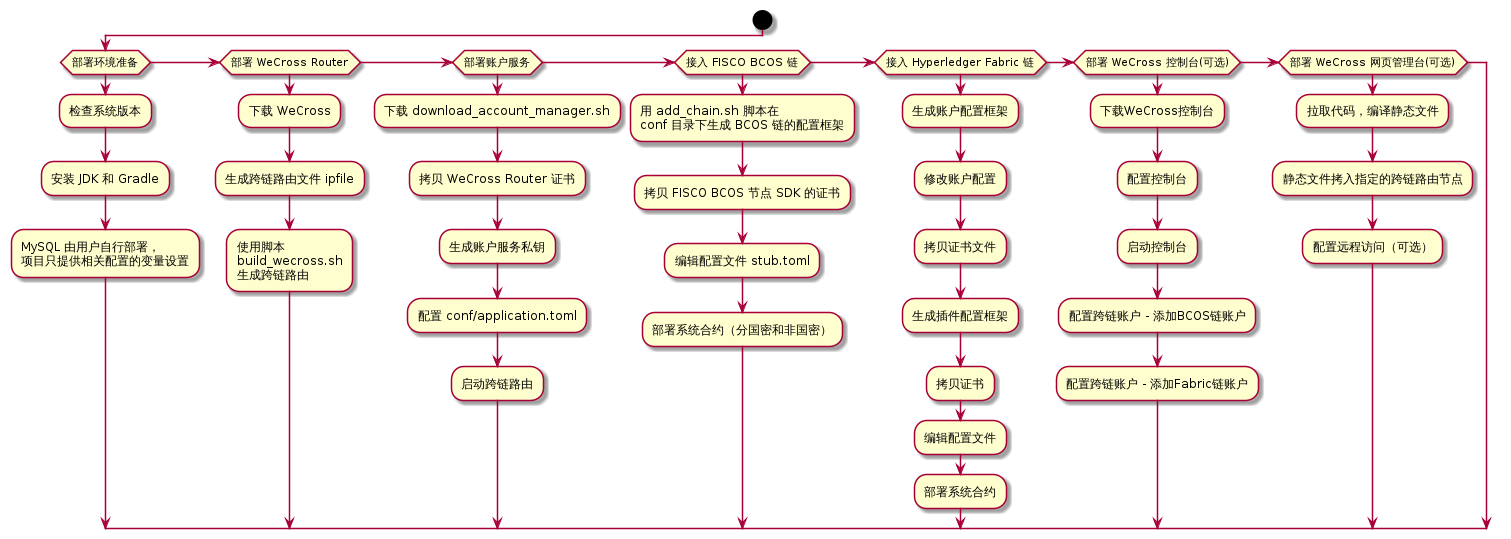 部署环境准备
检查系统版本
安装 JDK 和 Gradle
MySQL 由用户自行部署，
项目只提供相关配置的变量设置
部署 WeCross Router
下载 WeCross
生成跨链路由文件 ipfile
使用脚本
build_wecross.sh
生成跨链路由
部署账户服务
下载 download_account_manager.sh
拷贝 WeCross Router 证书
生成账户服务私钥
配置 conf/application.toml
启动跨链路由
接入 FISCO BCOS 链
用 add_chain.sh 脚本在
conf 目录下生成 BCOS 链的配置框架
拷贝 FISCO BCOS 节点 SDK 的证书
编辑配置文件 stub.toml
部署系统合约（分国密和非国密）
接入 Hyperledger Fabric 链
生成账户配置框架
修改账户配置
拷贝证书文件
生成插件配置框架
拷贝证书
编辑配置文件
部署系统合约
部署 WeCross 控制台(可选)
下载WeCross控制台
配置控制台
启动控制台
配置跨链账户 - 添加BCOS链账户
配置跨链账户 - 添加Fabric链账户
部署 WeCross 网页管理台(可选)
拉取代码，编译静态文件
静态文件拷入指定的跨链路由节点
配置远程访问（可选）